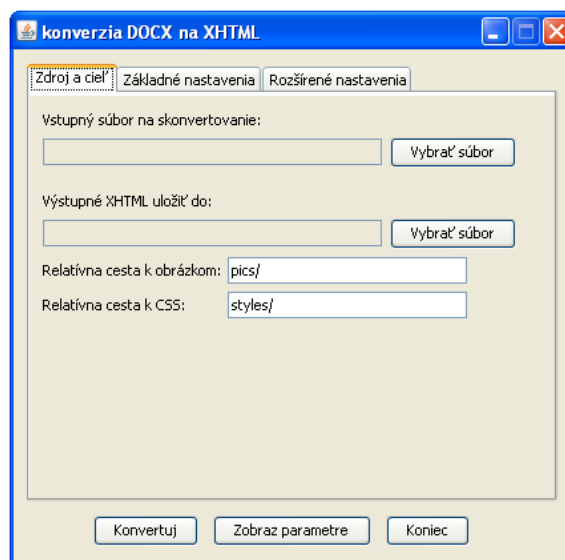 konverzia DOCX na XHTML
Zdroj a cieľ Základné nastavenia Rozšírené nastavenia
Vstupný súbor na skonvertovanie:
Vybrať súbor
Výstupné XHTML uložiť do:
Vybrať súbor
Relatívna cesta k obrázkom: pics/
Relatívna cesta k CSS: styles/
Konvertuj Zobraz parametre Koniec